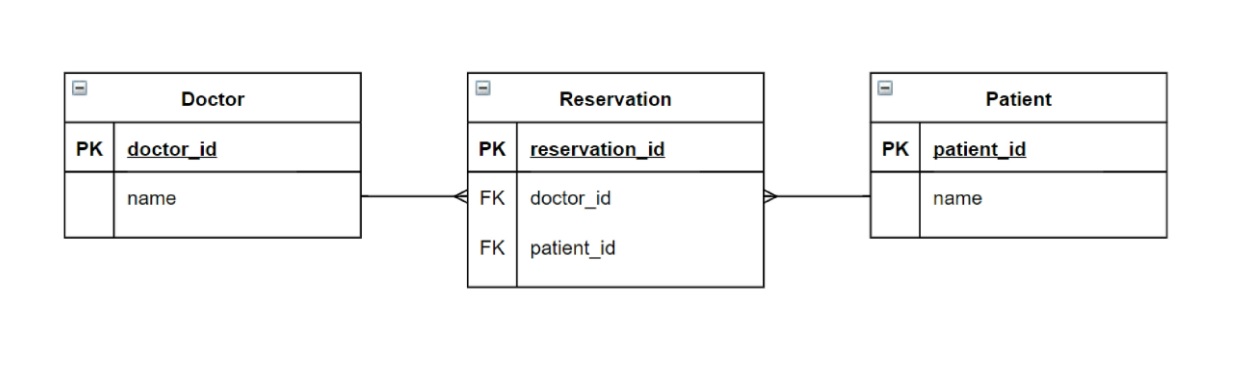 Doctor
PK doctor_id
name
Reservation
PK reservation_id
FK doctor_id
FK patient_id
Patient
PK patient_id
name